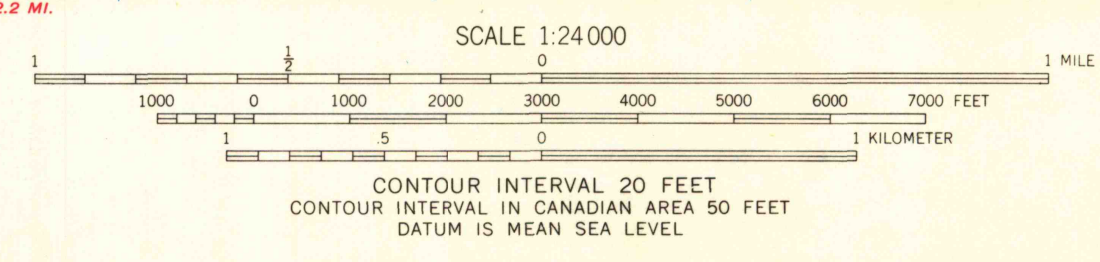 2.2 MI.
SCALE 1:24 000
1 1/2 0 1 MILE
1000 0 1000 2000 3000 4000 5000 6000 7000 FEET
1 .5 0 1 KILOMETER
CONTOUR INTERVAL 20 FEET
CONTOUR INTERVAL IN CANADIAN AREA 50 FEET
DATUM IS MEAN SEA LEVEL